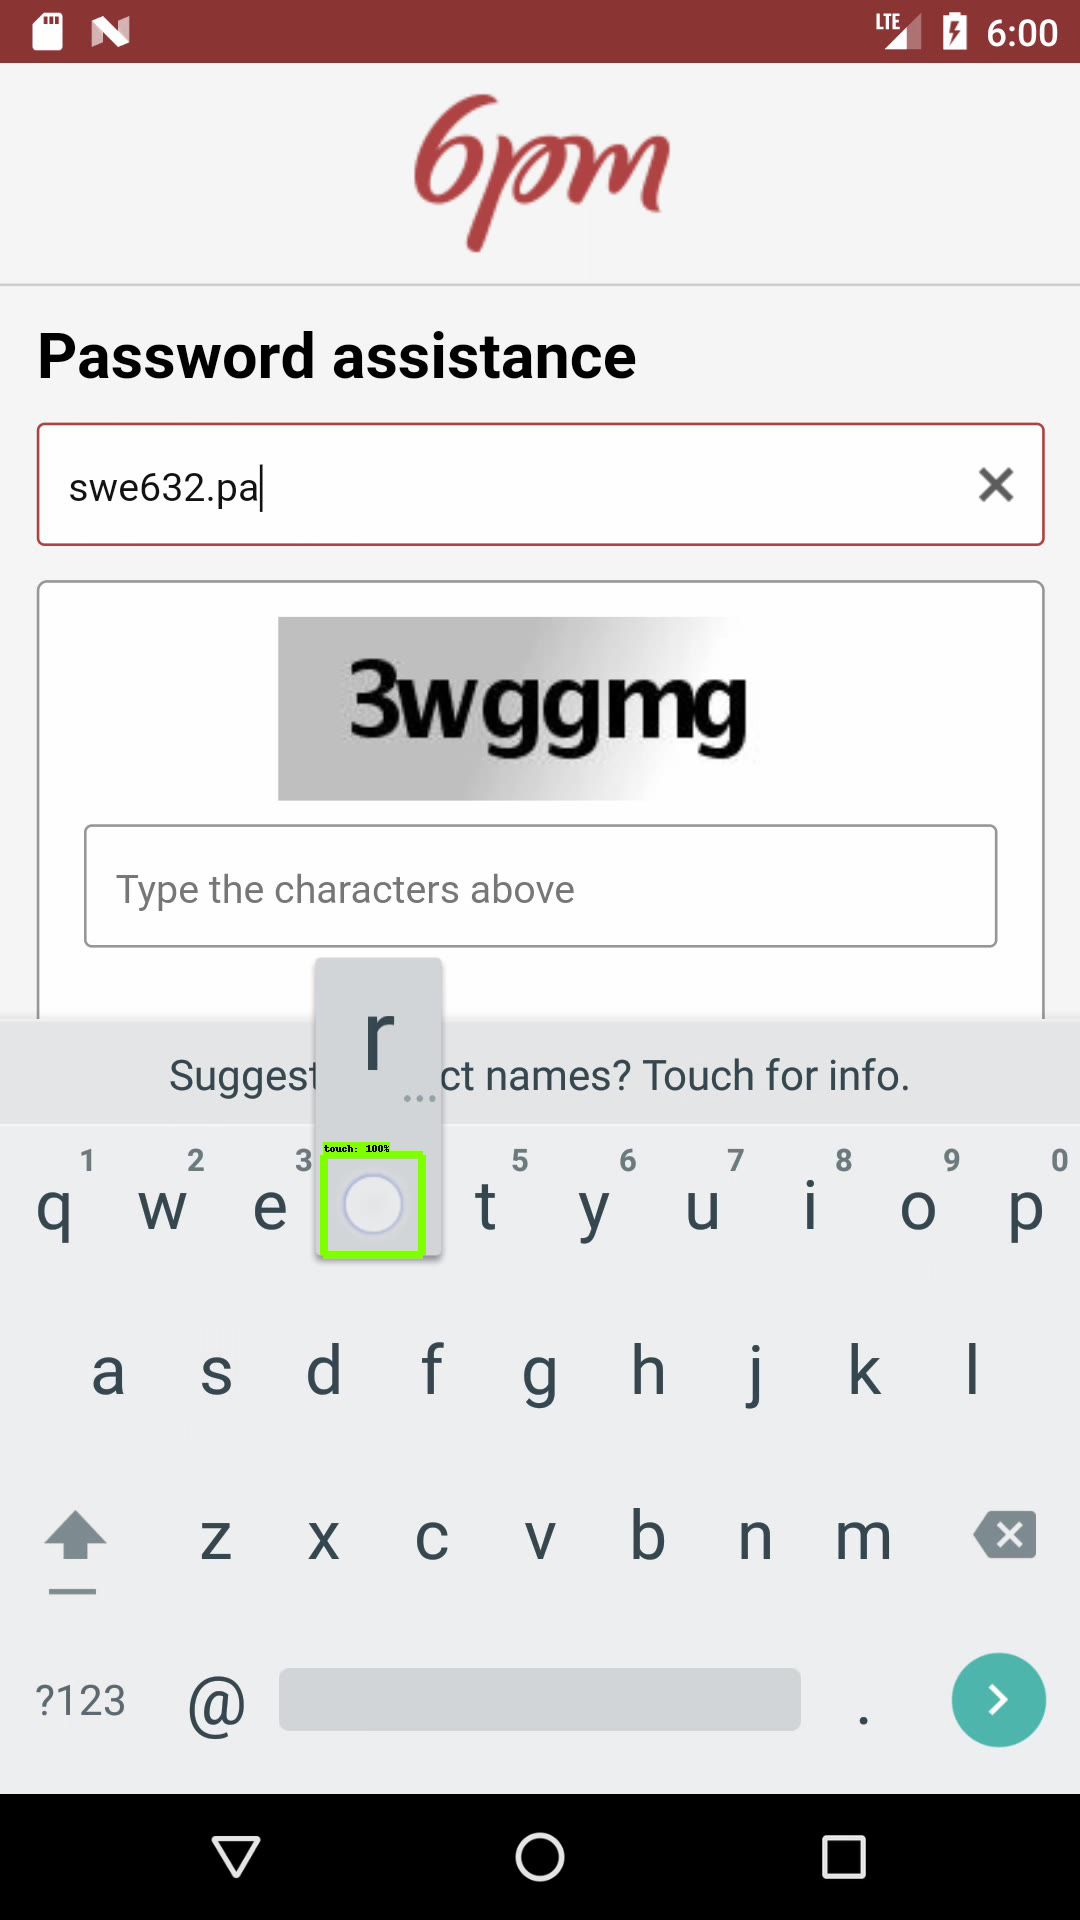 LTE 6:00
6pm
Password assistance
swe632.pa
3wggmg
Type the characters above
r
Suggest ct names? Touch for info.
touch: 100%
1 2 3 5 6 7 8 9 0
q w e t y u i o p
a s d f g h j k l
z x c v b n m
?123 @ .